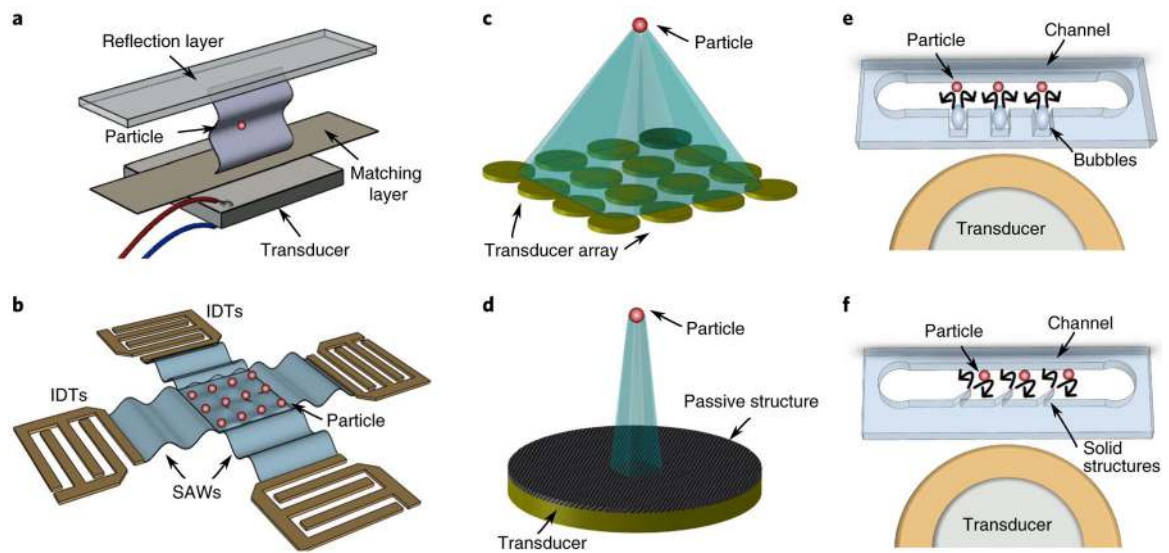 a
Reflection layer
Particle
Matching
layer
Transducer
b
IDTs
IDTs
Particle
SAWs
c
Particle
Transducer array
d
Particle
Passive structure
Transducer
e
Particle
Channel
Bubbles
Transducer
f
Particle
Channel
Solid
structures
Transducer